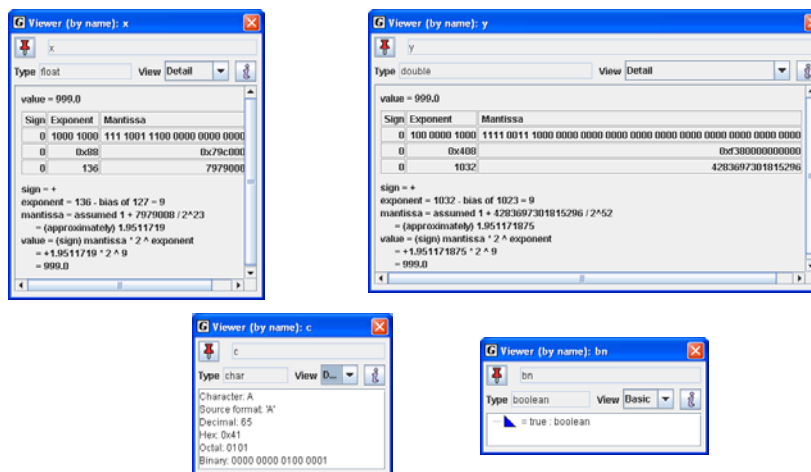 Viewer (by name): x
x
Type float View Detail
value = 999.0
Sign Exponent Mantissa
0 1000 1000 111 1001 1100 0000 0000 0000
0 0x88 0x79c000
0 136 7979008
sign = +
exponent = 136 - bias of 127 = 9
mantissa = assumed 1 + 7979008 / 2^23
= (approximately) 1.9511719
value = (sign) mantissa * 2 ^ exponent
= +1.9511719 * 2 ^ 9
= 999.0
Viewer (by name): y
y
Type double View Detail
value = 999.0
Sign Exponent Mantissa
0 100 0000 1000 1111 0011 1000 0000 0000 0000 0000 0000 0000 0000 0000 0000 0000
0 0x408 0xf380000000000
0 1032 4283697301815296
sign = +
exponent = 1032 - bias of 1023 = 9
mantissa = assumed 1 + 4283697301815296 / 2^52
= (approximately) 1.951171875
value = (sign) mantissa * 2 ^ exponent
= +1.951171875 * 2 ^ 9
= 999.0
Viewer (by name): c
c
Type char View D...
Character: A
Source format: 'A'
Decimal: 65
Hex: 0x41
Octal: 0101
Binary: 0000 0000 0100 0001
Viewer (by name): bn
bn
Type boolean View Basic
= true : boolean